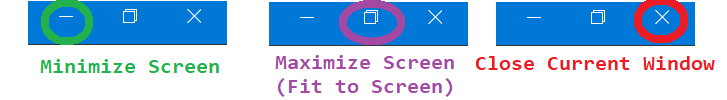 Minimize Screen
Maximize Screen
(Fit to Screen)
Close Current Window